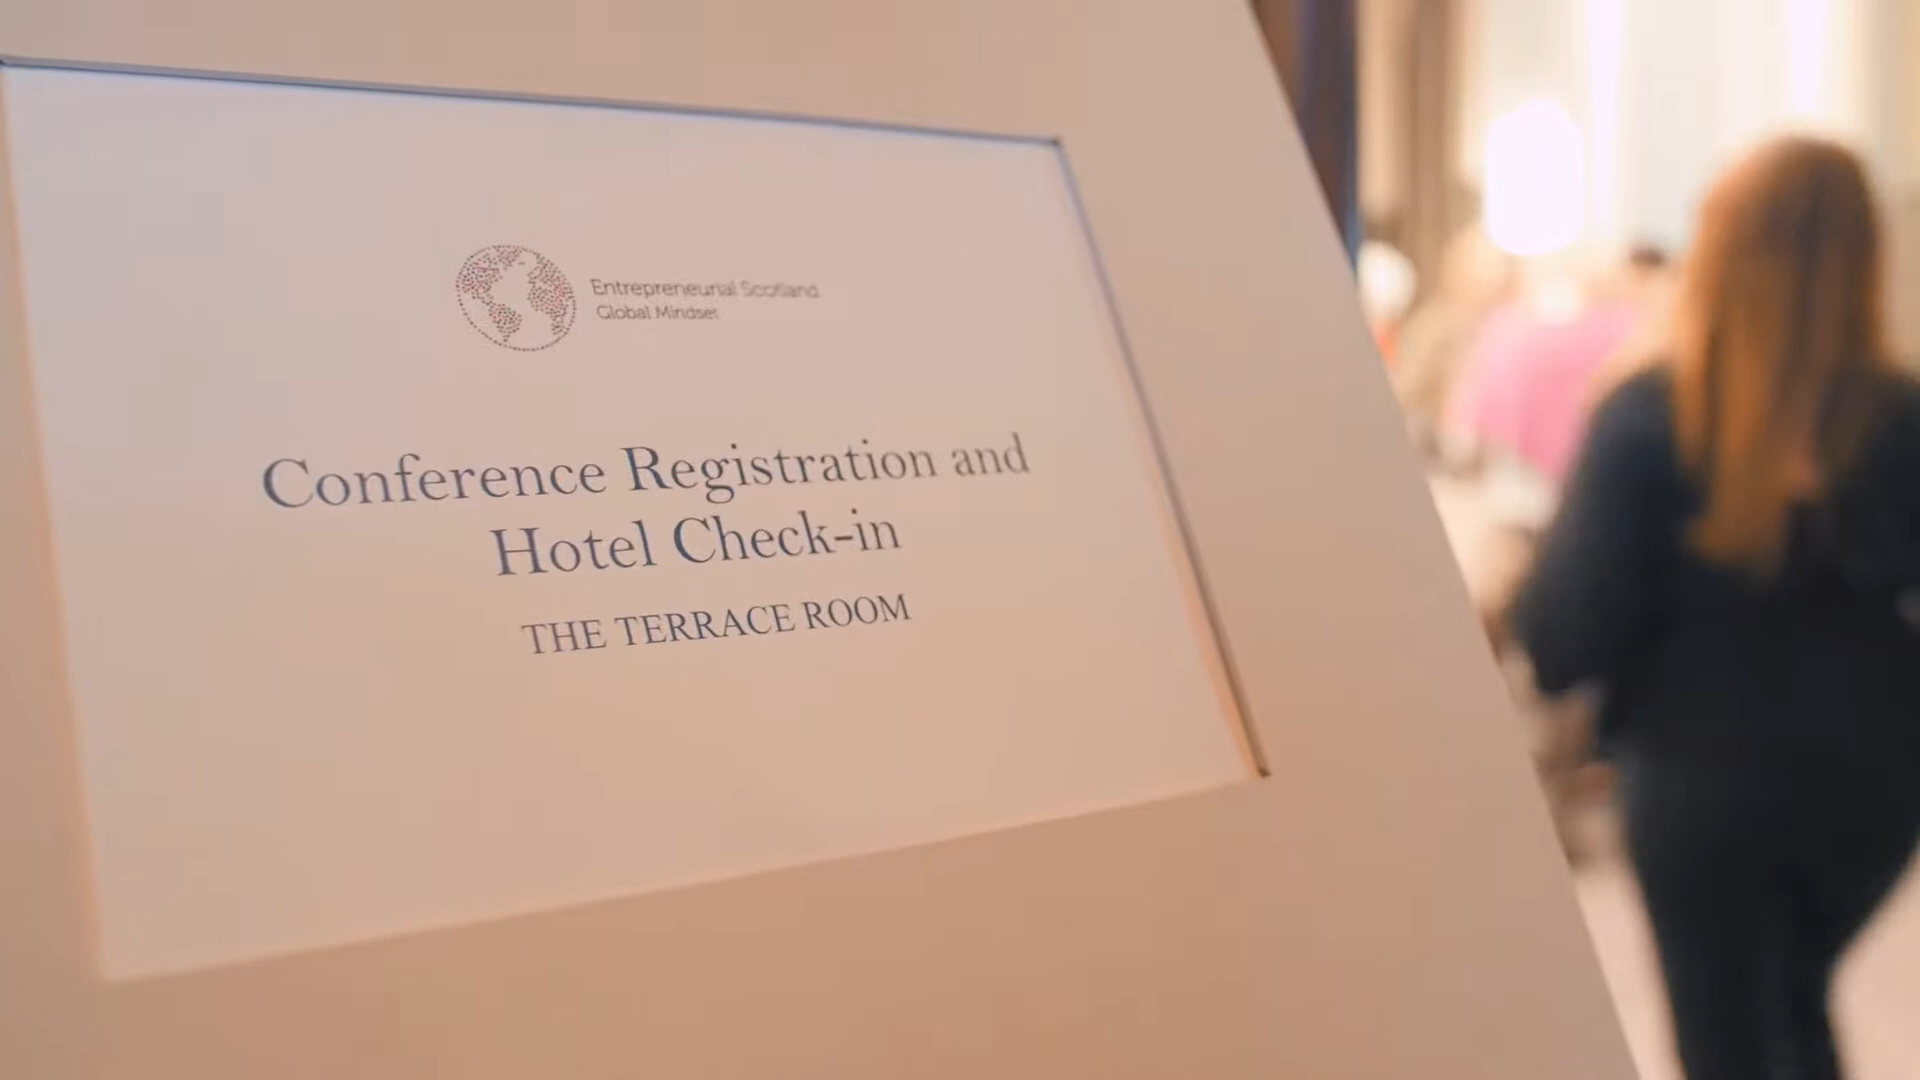 Entrepreneurial Scotland
Global Mindset
Conference Registration and
Hotel Check-in
THE TERRACE ROOM